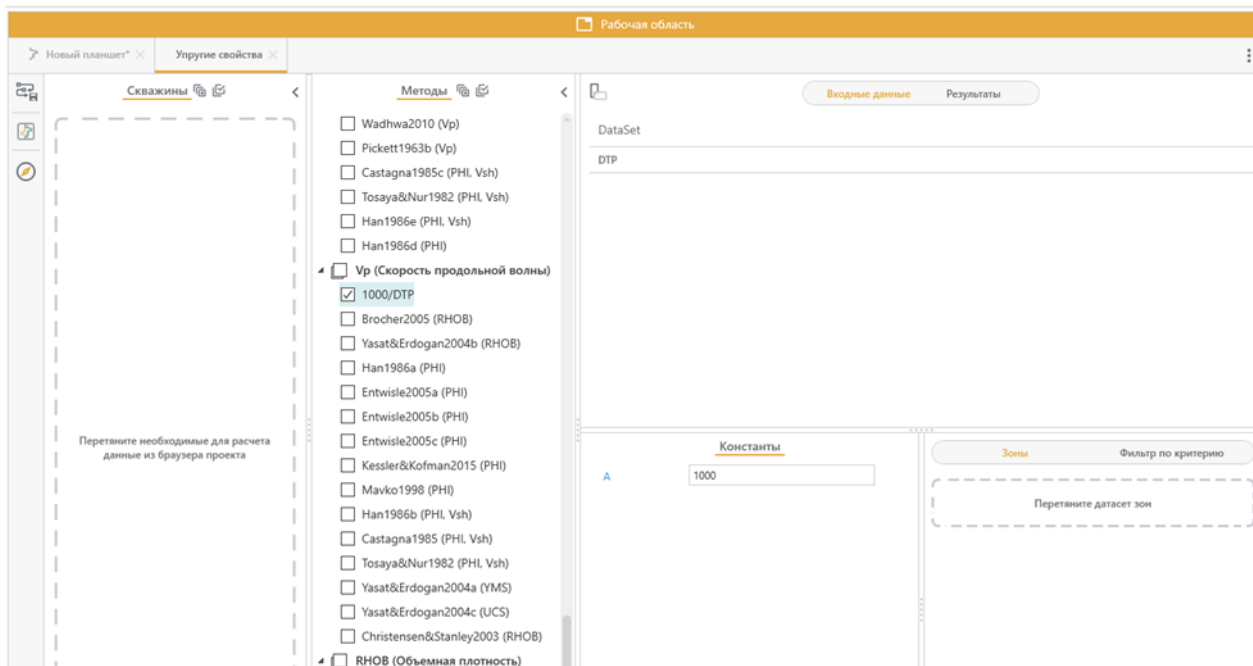 Рабочая область
Новый планшет*
Упругие свойства
Скважины
Методы
Wadhwa2010 (Vp)
Pickett1963b (Vp)
Castagna1985c (PHI, Vsh)
Tosaya&Nur1982 (PHI, Vsh)
Han1986e (PHI, Vsh)
Han1986d (PHI)
Vp (Скорость продольной волны)
1000/DTP
Brocher2005 (RHOB)
Yasat&Erdogan2004b (RHOB)
Han1986a (PHI)
Entwisle2005a (PHI)
Entwisle2005b (PHI)
Entwisle2005c (PHI)
Kessler&Kofman2015 (PHI)
Mavko1998 (PHI)
Han1986b (PHI, Vsh)
Castagna1985 (PHI, Vsh)
Tosaya&Nur1982 (PHI, Vsh)
Yasat&Erdogan2004a (YMS)
Yasat&Erdogan2004c (UCS)
Christensen&Stanley2003 (RHOB)
RHOB (Объемная плотность)
Перетяните необходимые для расчета
данные из браузера проекта
Входные данные
Результаты
DataSet
DTP
Константы
A
1000
Зоны
Фильтр по критерию
Перетяните датасет зон